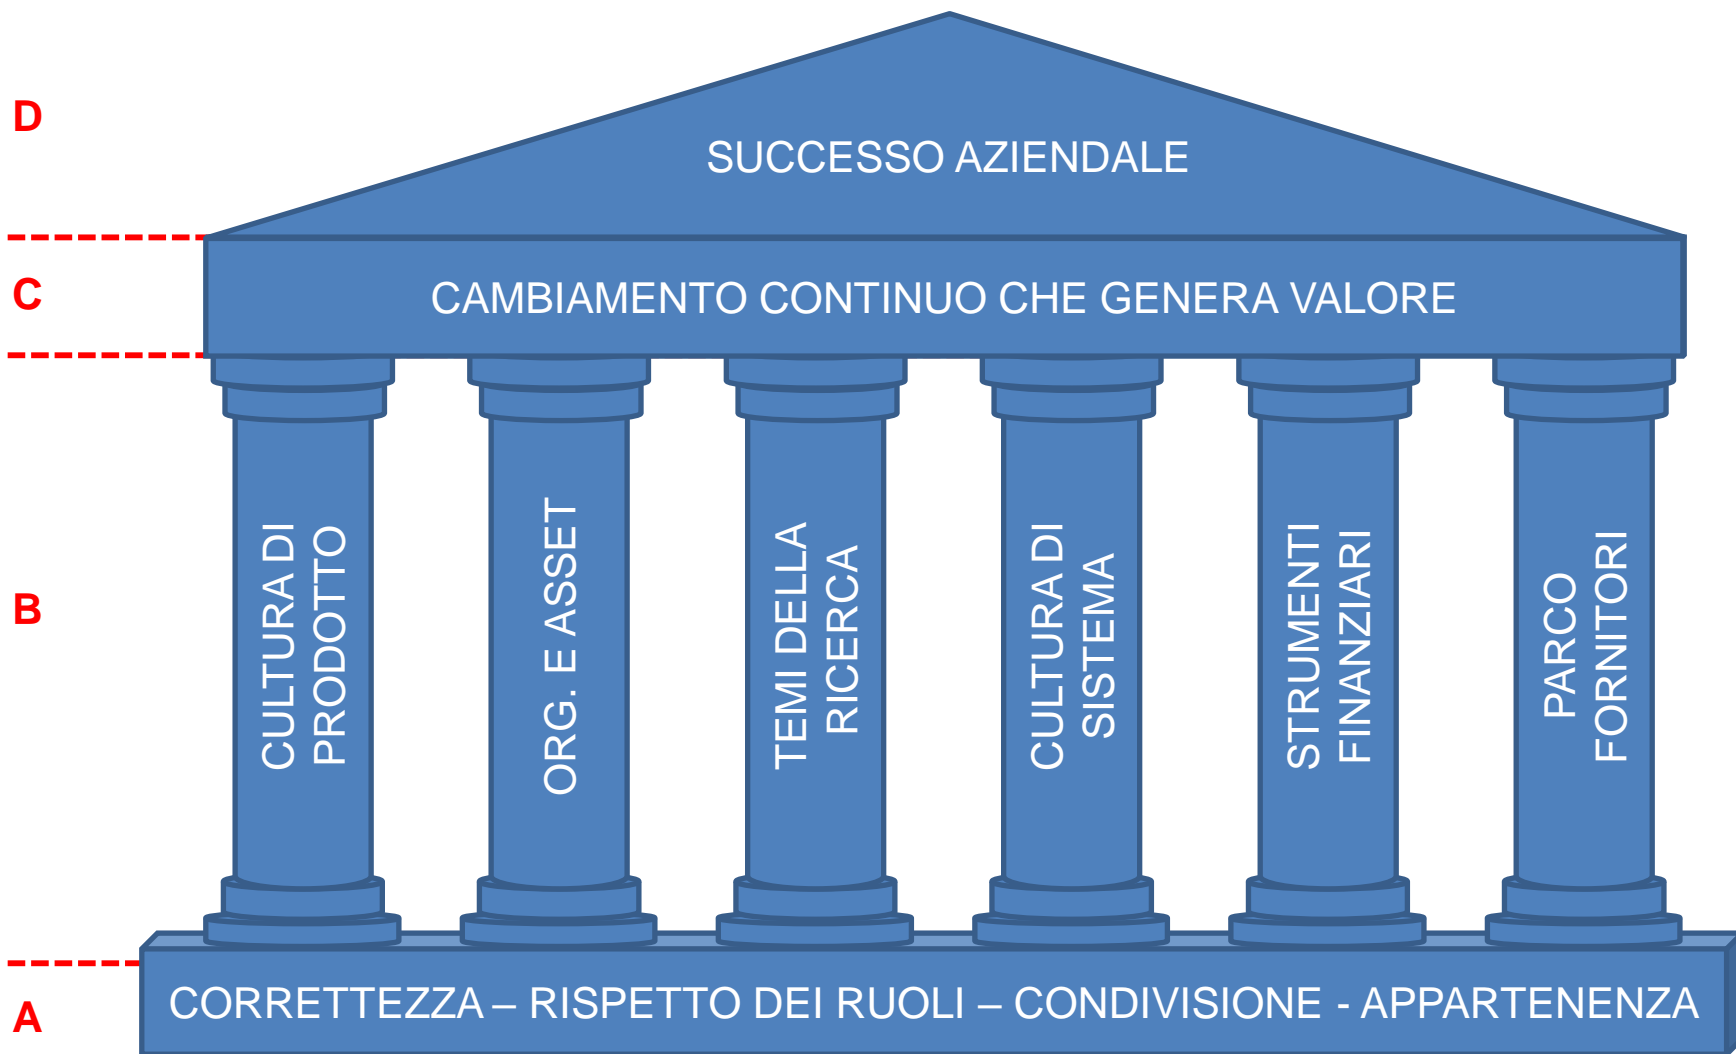 D
SUCCESSO AZIENDALE
C
CAMBIAMENTO CONTINUO CHE GENERA VALORE
B
CULTURA DI
PRODOTTO
ORG. E ASSET
TEMI DELLA
RICERCA
CULTURA DI
SISTEMA
STRUMENTI
FINANZIARI
PARCO
FORNITORI
A
CORRETTEZZA – RISPETTO DEI RUOLI – CONDIVISIONE - APPARTENENZA